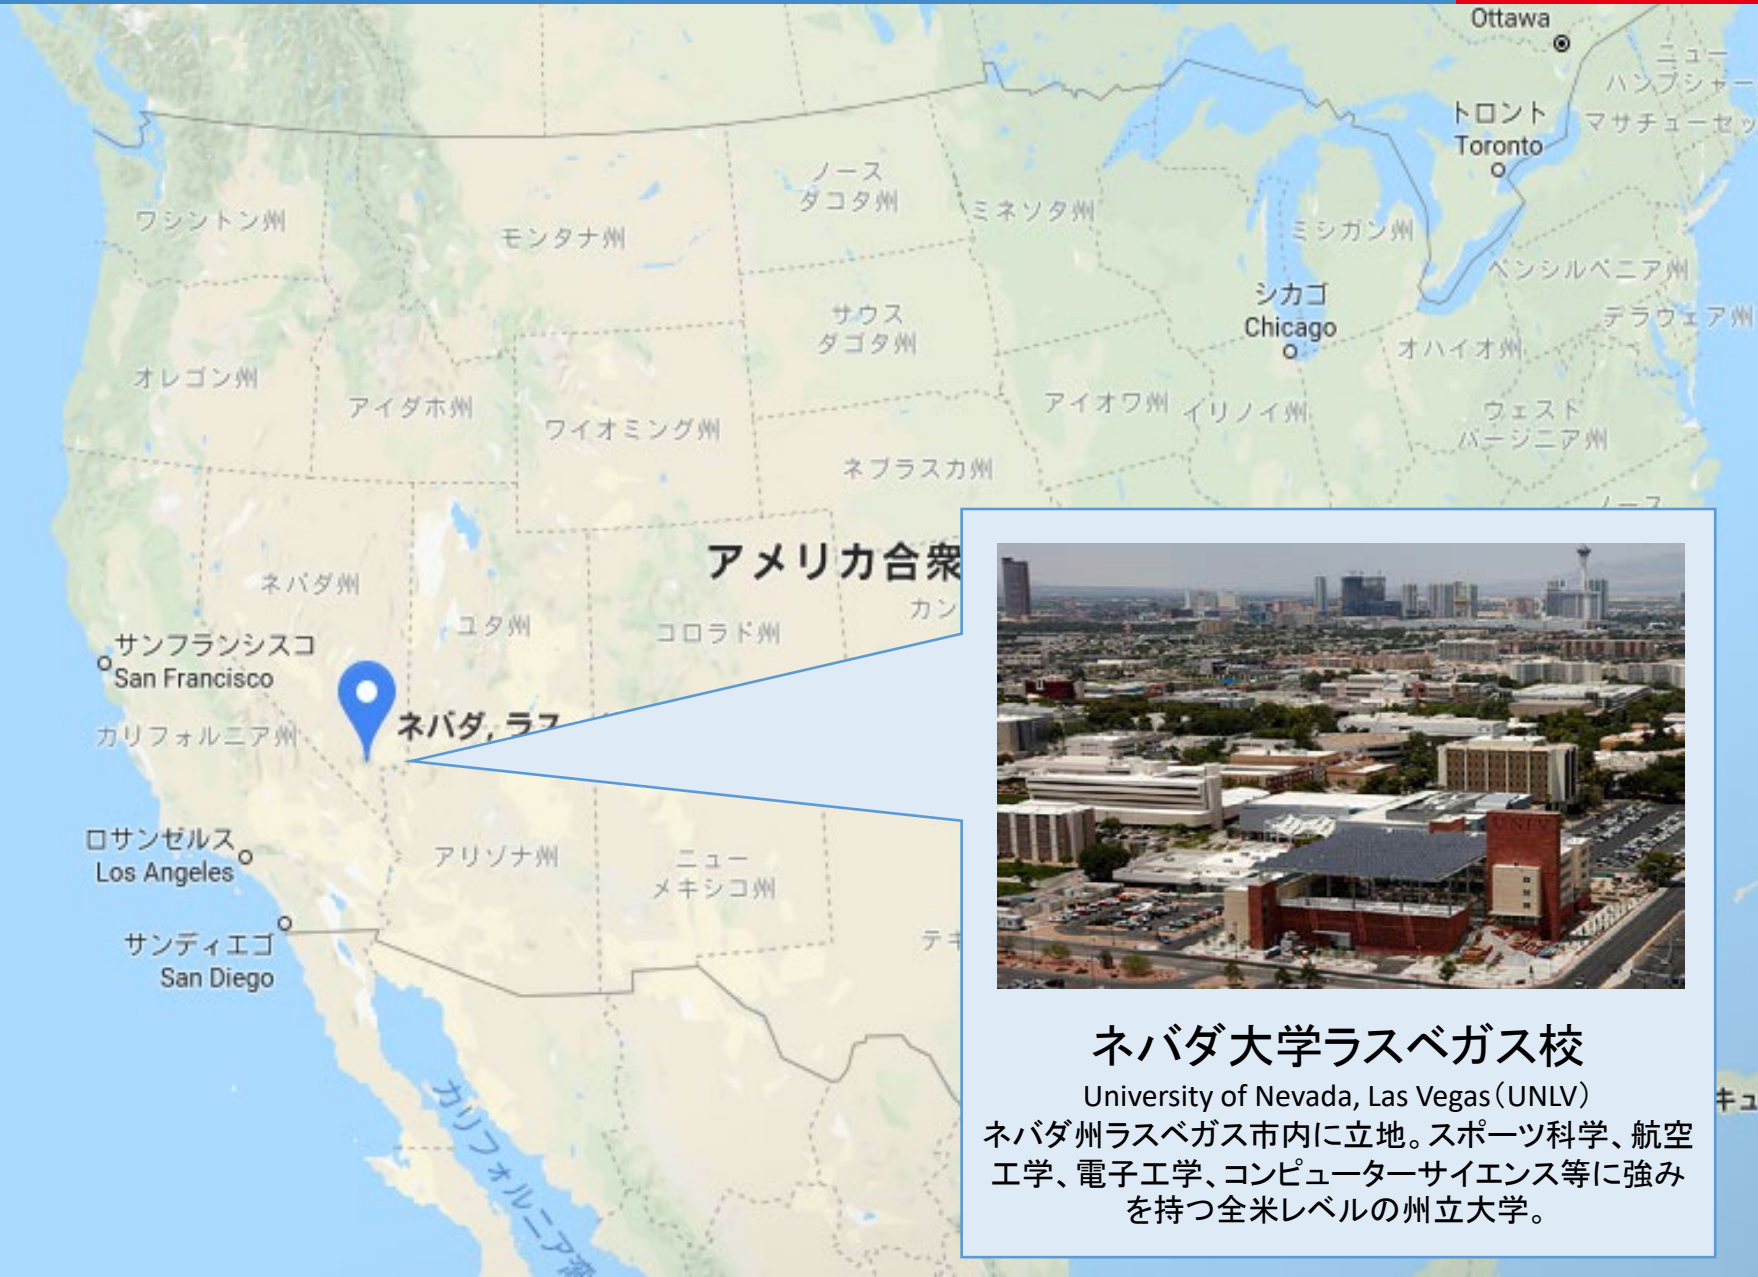 Ottawa
ニュー
ハンプシャー
トロント
Toronto
マサチューセッ
ノース
ダコタ州
ミネソタ州
ワシントン州
モンタナ州
ミシガン州
ペンシルベニア州
サウス
ダコタ州
シカゴ
Chicago
デラウェア州
オハイオ州
オレゴン州
アイダホ州
ワイオミング州
アイオワ州
イリノイ州
ウェスト
バージニア州
ネブラスカ州
ノース
アメリカ合衆
ネバダ州
ユタ州
コロラド州
カン
サンフランシスコ
San Francisco
ネバダ, ラス
カリフォルニア州
ロサンゼルス
Los Angeles
アリゾナ州
ニュー
メキシコ州
サンディエゴ
San Diego
テキ
カリフォルニア湾
キュ
UNLV
ネバダ大学ラスベガス校
University of Nevada, Las Vegas（UNLV）
ネバダ州ラスベガス市内に立地。スポーツ科学、航空
工学、電子工学、コンピューターサイエンス等に強み
を持つ全米レベルの州立大学。